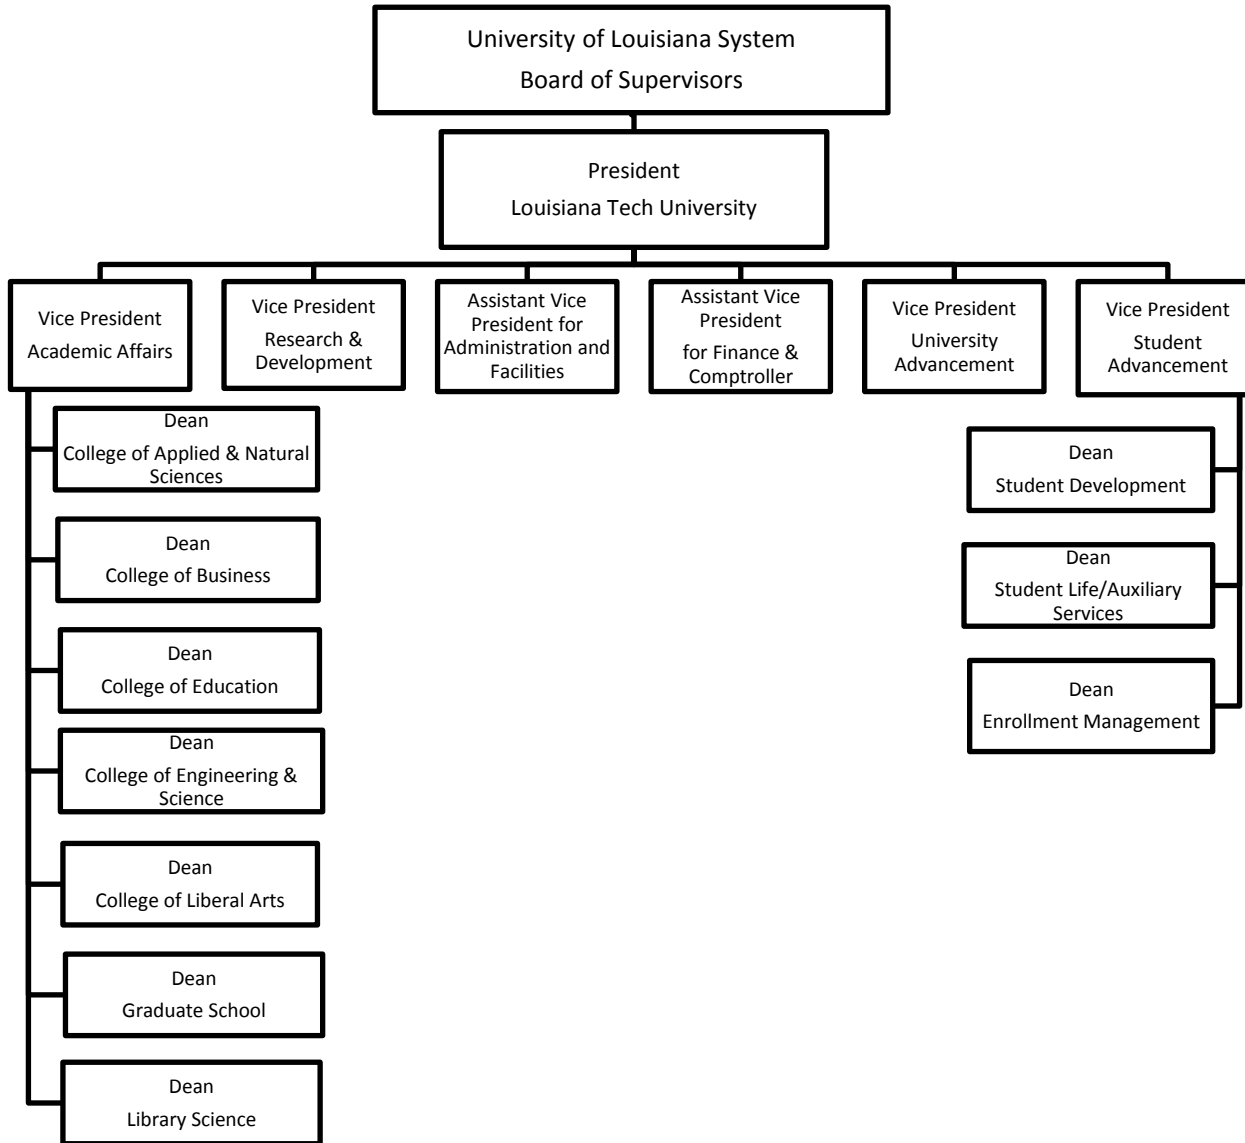 University of Louisiana System
Board of Supervisors
President
Louisiana Tech University
Vice President
Academic Affairs
Vice President
Research &
Development
Assistant Vice
President for
Administration and
Facilities
Assistant Vice
President
for Finance &
Comptroller
Vice President
University
Advancement
Vice President
Student
Advancement
Dean
College of Applied & Natural
Sciences
Dean
College of Business
Dean
College of Education
Dean
College of Engineering &
Science
Dean
College of Liberal Arts
Dean
Graduate School
Dean
Library Science
Dean
Student Development
Dean
Student Life/Auxiliary
Services
Dean
Enrollment Management